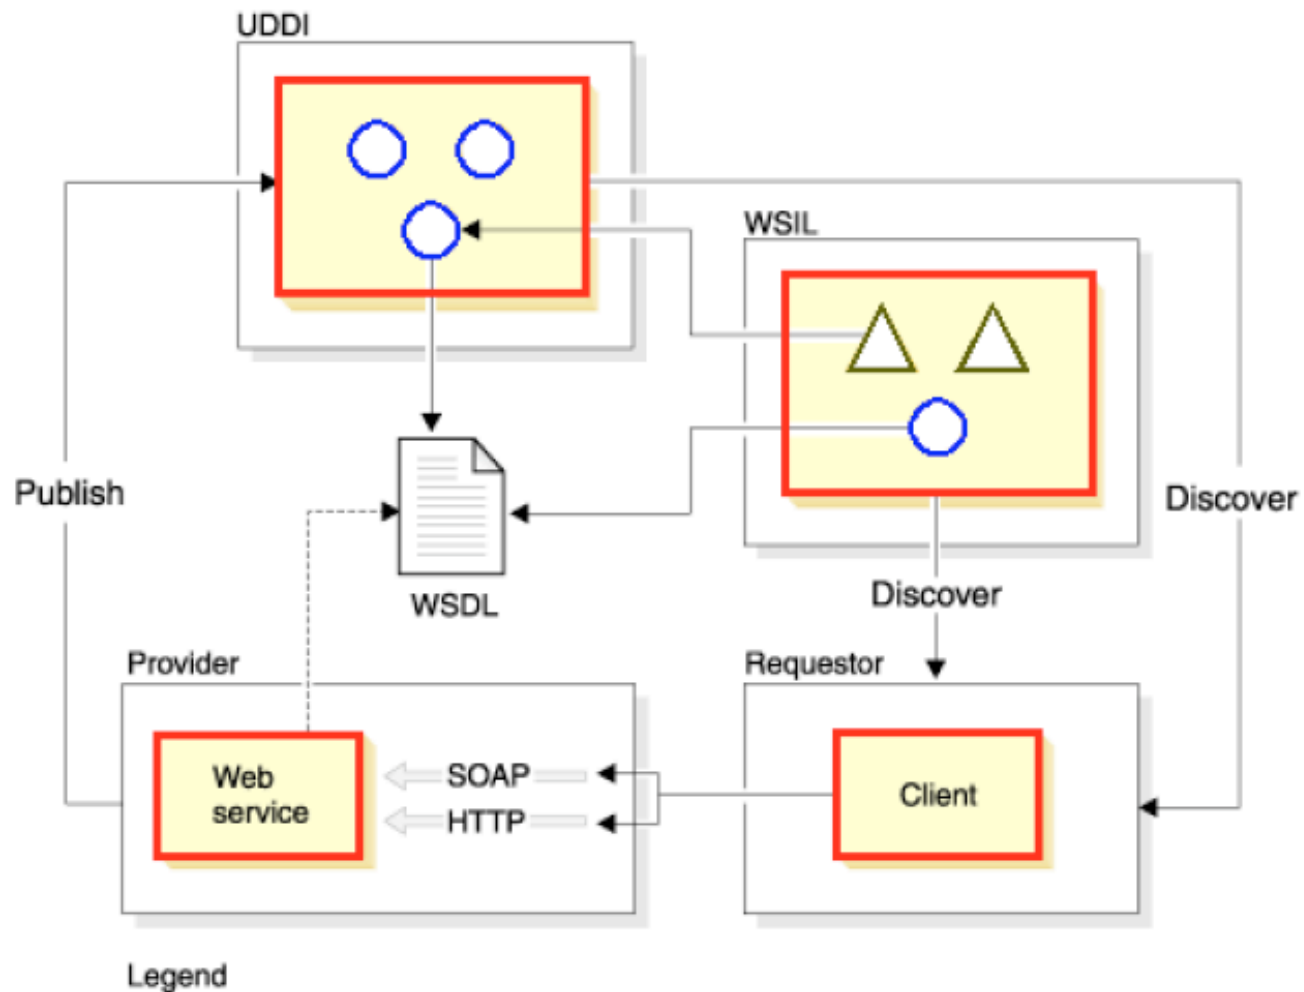 UDDI
WSIL
Publish
Discover
Discover
WSDL
Provider
Requestor
Web
service
SOAP
HTTP
Client
Legend